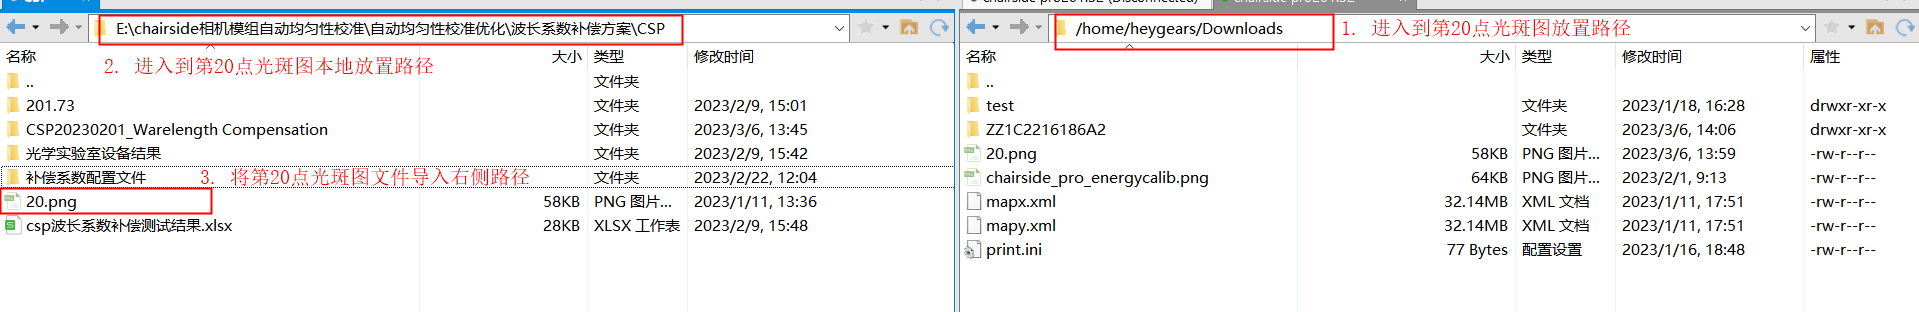 E:\chairside相机模组自动均匀性校准\自动均匀性校准优化\波长系数补偿方案\CSP
名称 大小 类型 修改时间
2. 进入到第20点光斑图本地放置路径
.. 文件夹
201.73 文件夹 2023/2/9, 15:01
CSP20230201_Warelength Compensation 文件夹 2023/3/6, 13:45
光学实验室设备结果 文件夹 2023/2/9, 15:42
补偿系数配置文件 文件夹 2023/2/22, 12:04
3. 将第20点光斑图文件导入右侧路径
20.png 58KB PNG 图片... 2023/1/11, 13:36
csp波长系数补偿测试结果.xlsx 28KB XLSX 工作表 2023/2/9, 15:48
/home/heygears/Downloads
1. 进入到第20点光斑图放置路径
名称 大小 类型 修改时间 属性
..
test 文件夹 2023/1/18, 16:28 drwxr-xr-x
ZZ1C2216186A2 文件夹 2023/3/6, 14:06 drwxr-xr-x
20.png 58KB PNG 图片... 2023/3/6, 13:59 -rw-r--r--
chairside_pro_energycalib.png 64KB PNG 图片... 2023/2/1, 9:13 -rw-r--r--
mapx.xml 32.14MB XML 文档 2023/1/11, 17:51 -rw-r--r--
mapy.xml 32.14MB XML 文档 2023/1/11, 17:51 -rw-r--r--
print.ini 77 Bytes 配置设置 2023/1/16, 18:48 -rw-r--r--